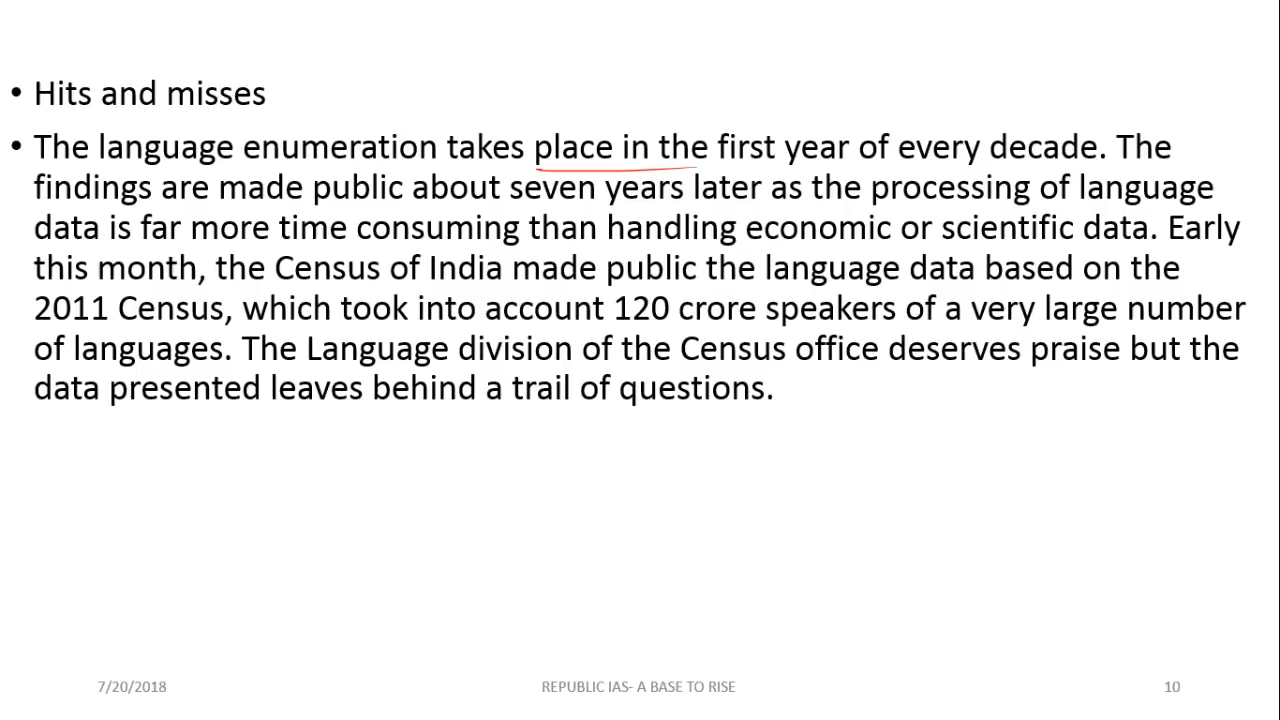 • Hits and misses
• The language enumeration takes place in the first year of every decade. The
findings are made public about seven years later as the processing of language
data is far more time consuming than handling economic or scientific data. Early
this month, the Census of India made public the language data based on the
2011 Census, which took into account 120 crore speakers of a very large number
of languages. The Language division of the Census office deserves praise but the
data presented leaves behind a trail of questions.
7/20/2018
REPUBLIC IAS- A BASE TO RISE
10